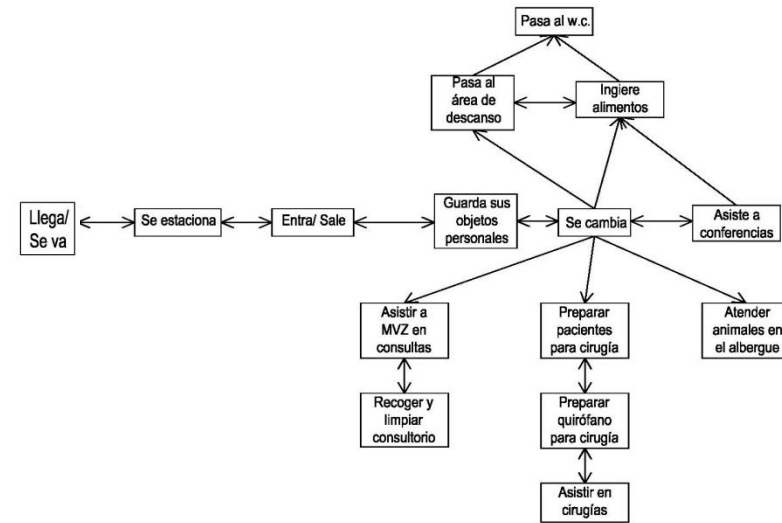 Pasa al w.c.
Pasa al
área de
descanso
Ingiere
alimentos
Llega/
Se va
Se estaciona
Entra/ Sale
Guarda sus
objetos
personales
Se cambia
Asiste a
conferencias
Asistir a
MVZ en
consultas
Preparar
pacientes
para cirugía
Atender
animales en
el albergue
Recoger y
limpiar
consultorio
Preparar
quirófano
para cirugía
Asistir en
cirugías